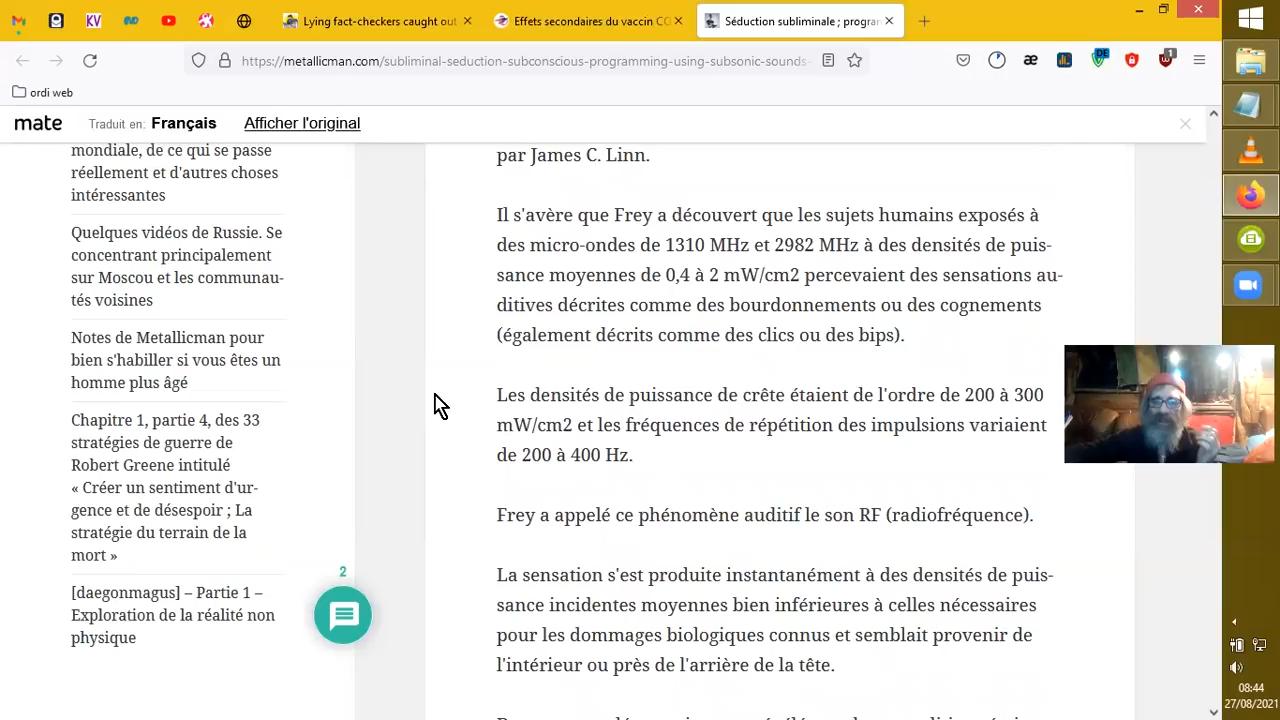 Lying fact-checkers caught out
Effets secondaires du vaccin CO
Séduction subliminale ; progra
https://metallicman.com/sublimin l-seduction-subconscious-programming-using-subsonic-sounds-
DE
1
ordi web
mate Traduit en: Français Afficher l'original
mondiale, de ce qui se passe
réellement et d'autres choses
intéressantes
Quelques vidéos de Russie. Se
concentrant principalement
sur Moscou et les communau-
tés voisines
Notes de Metallicman pour
bien s'habiller si vous êtes un
homme plus âgé
Chapitre 1, partie 4, des 33
stratégies de guerre de
Robert Greene intitulé
« Créer un sentiment d'ur-
gence et de désespoir ; La
stratégie du terrain de la
mort »
[daegonmagus] – Partie 1 –
Exploration de la réalité non
physique
2
par James C. Linn.
Il s'avère que Frey a découvert que les sujets humains exposés à
des micro-ondes de 1310 MHz et 2982 MHz à des densités de puis-
sance moyennes de 0,4 à 2 mW/cm2 percevaient des sensations au-
ditives décrites comme des bourdonnements ou des cognements
(également décrits comme des clics ou des bips).
Les densités de puissance de crête étaient de l'ordre de 200 à 300
mW/cm2 et les fréquences de répétition des impulsions variaient
de 200 à 400 Hz.
Frey a appelé ce phénomène auditif le son RF (radiofréquence).
La sensation s'est produite instantanément à des densités de puis-
sance incidentes moyennes bien inférieures à celles nécessaires
pour les dommages biologiques connus et semblait provenir de
l'intérieur ou près de l'arrière de la tête.
08:44
27/08/2021